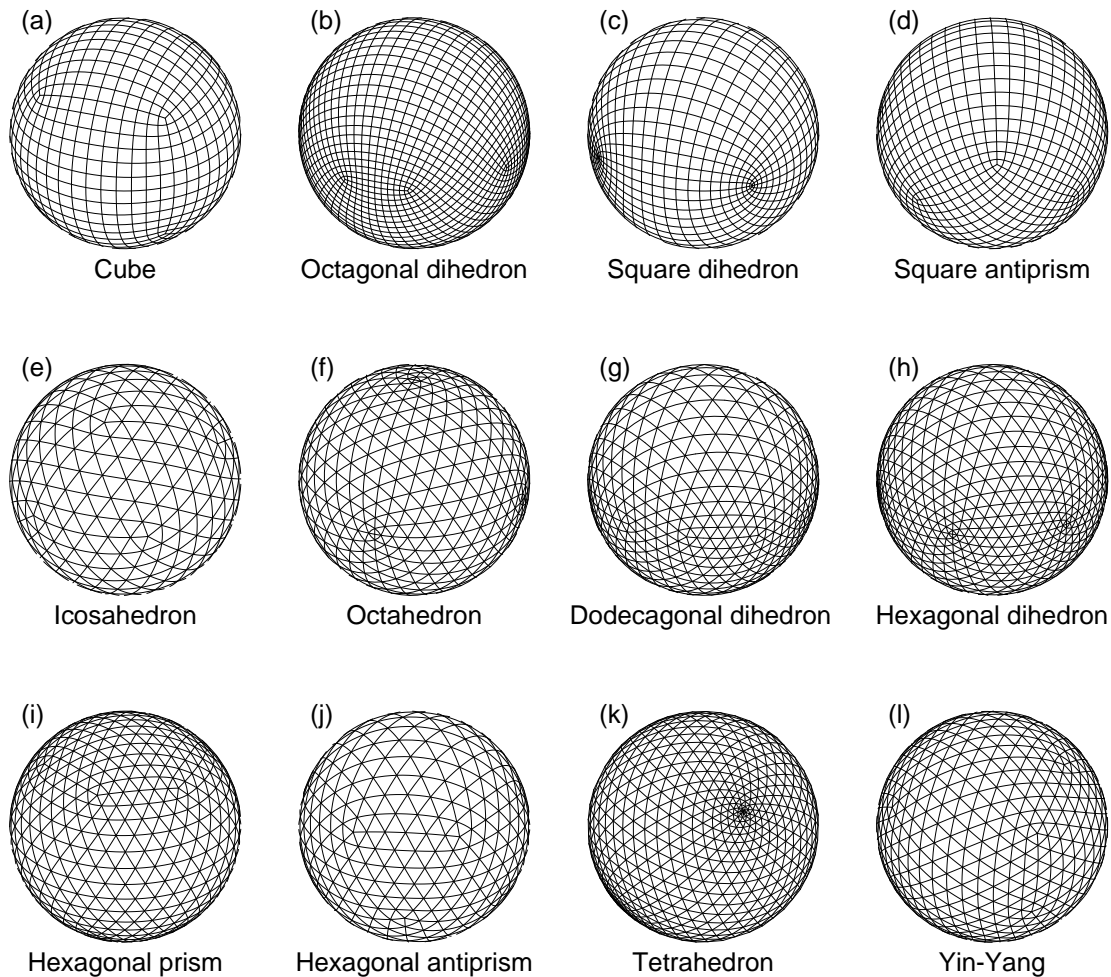 (a) (b) (c) (d)
Cube Octagonal dihedron Square dihedron Square antiprism
(e) (f) (g) (h)
Icosahedron Octahedron Dodecagonal dihedron Hexagonal dihedron
(i) (j) (k) (l)
Hexagonal prism Hexagonal antiprism Tetrahedron Yin-Yang